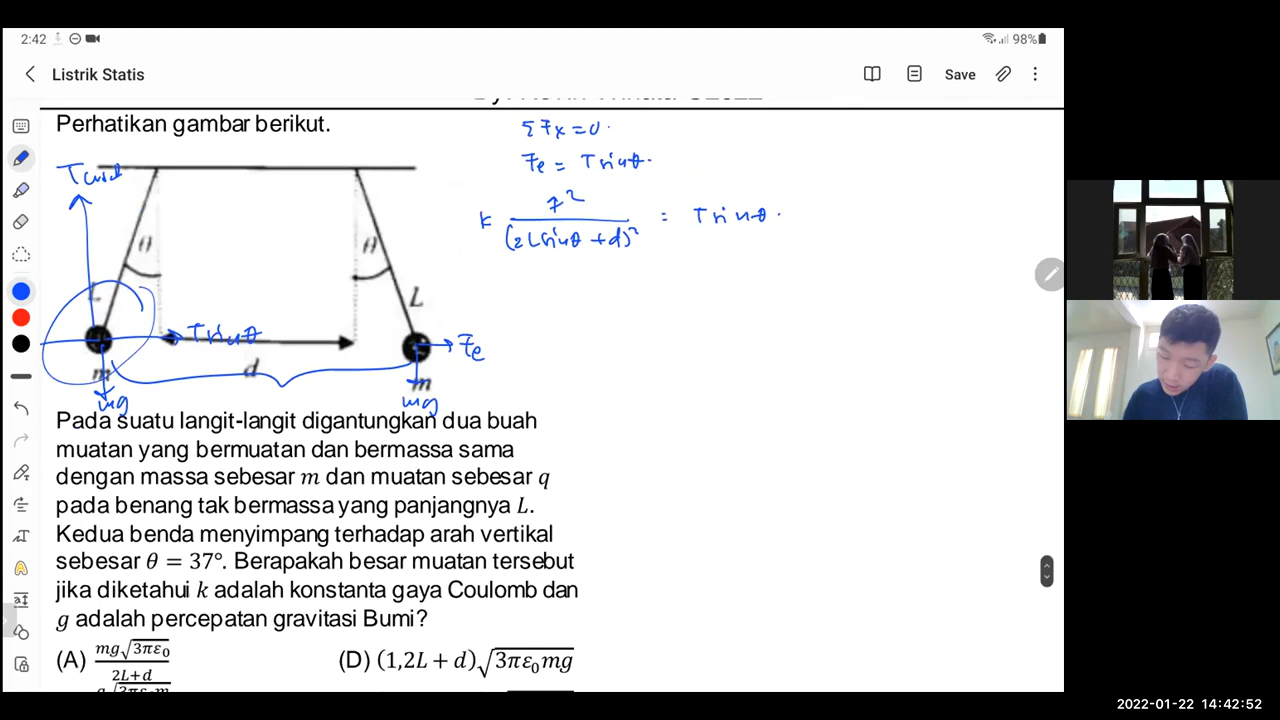 2:42
98%
Listrik Statis
Save
Perhatikan gambar berikut.
ΣFx = 0.
Fe = T sin θ.
k q² / (2L sin θ + d)² = T sin θ.
θ
θ
L
L
T sin θ
Fe
m
d
m
mg
mg
Pada suatu langit-langit digantungkan dua buah
muatan yang bermuatan dan bermassa sama
dengan massa sebesar m dan muatan sebesar q
pada benang tak bermassa yang panjangnya L.
Kedua benda menyimpang terhadap arah vertikal
sebesar θ = 37°. Berapakah besar muatan tersebut
jika diketahui k adalah konstanta gaya Coulomb dan
g adalah percepatan gravitasi Bumi?
(A) mg√3πε₀ / 2L+d
(D) (1,2L + d)√3πε₀mg
2022-01-22 14:42:52